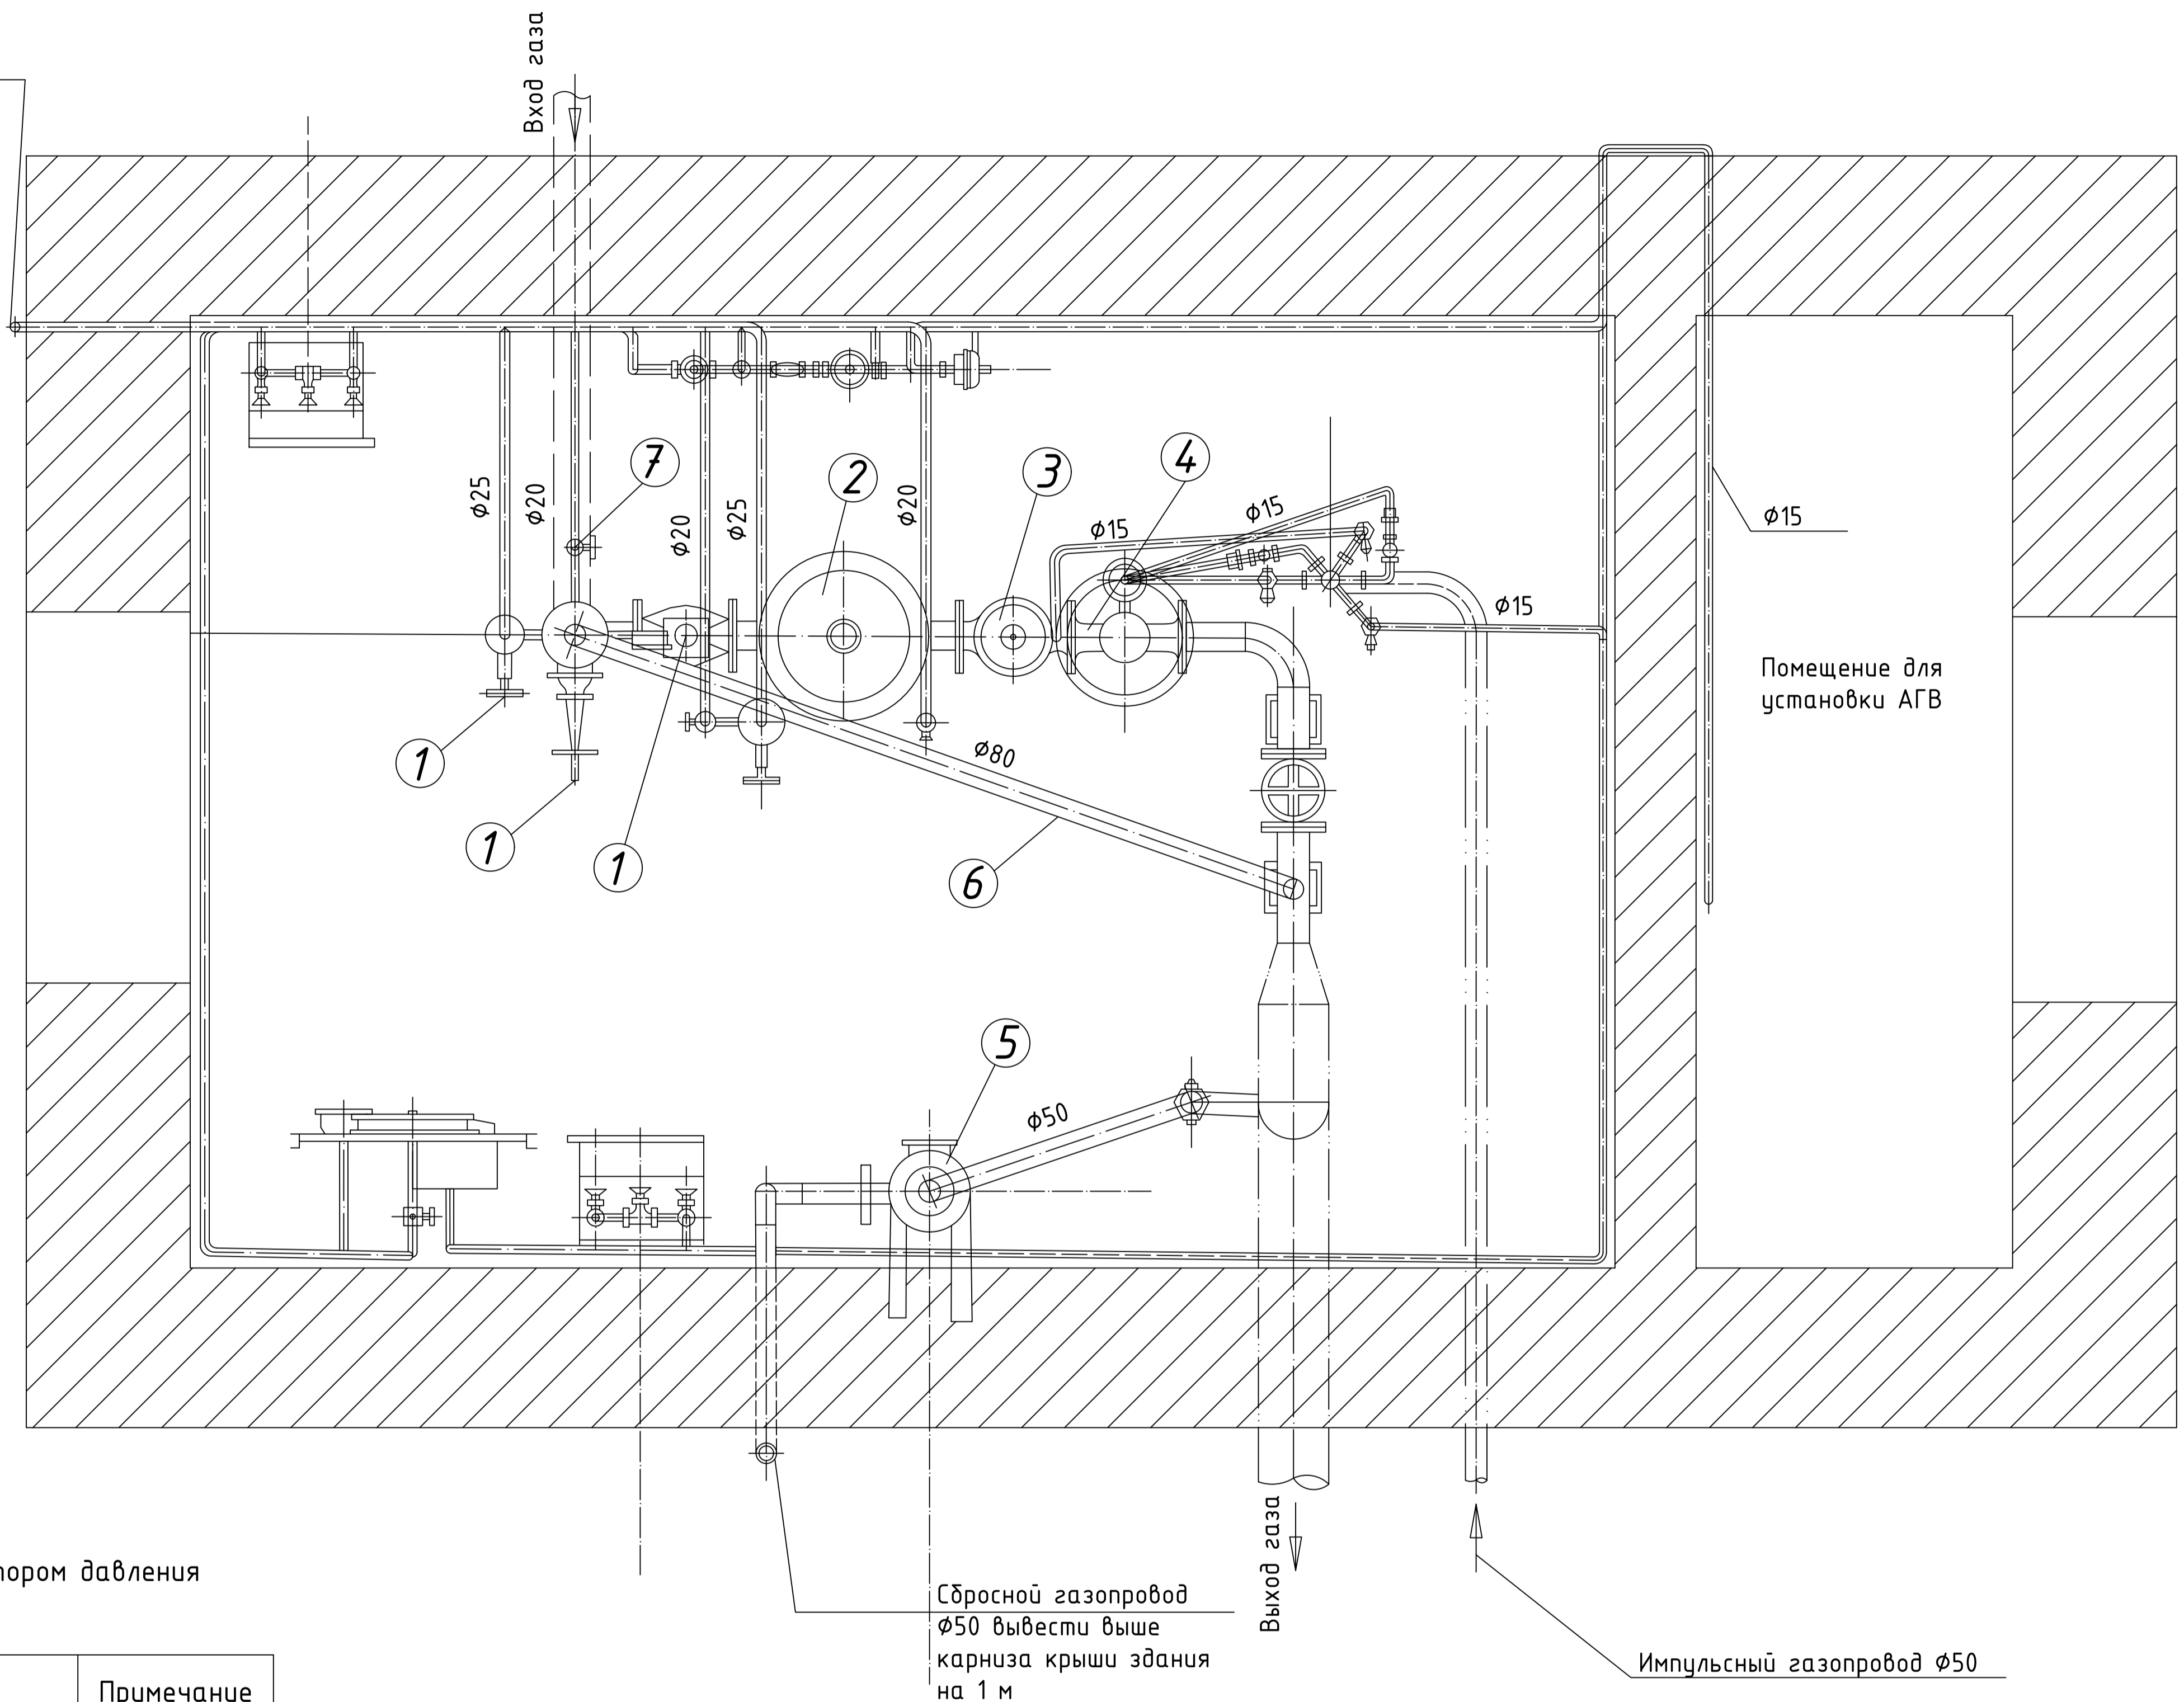 Вход газа
7
2
3
4
Ф25
Ф20
Ф20
Ф25
Ф20
Ф15
Ф15
Ф15
Ф15
Помещение для
установки АГВ
1
1
1
Ф80
6
5
Ф50
Выход газа
Сбросной газопровод
Ф50 вывести выше
карниза крыши здания
на 1 м
Импульсный газопровод Ф50
давления
Примечание